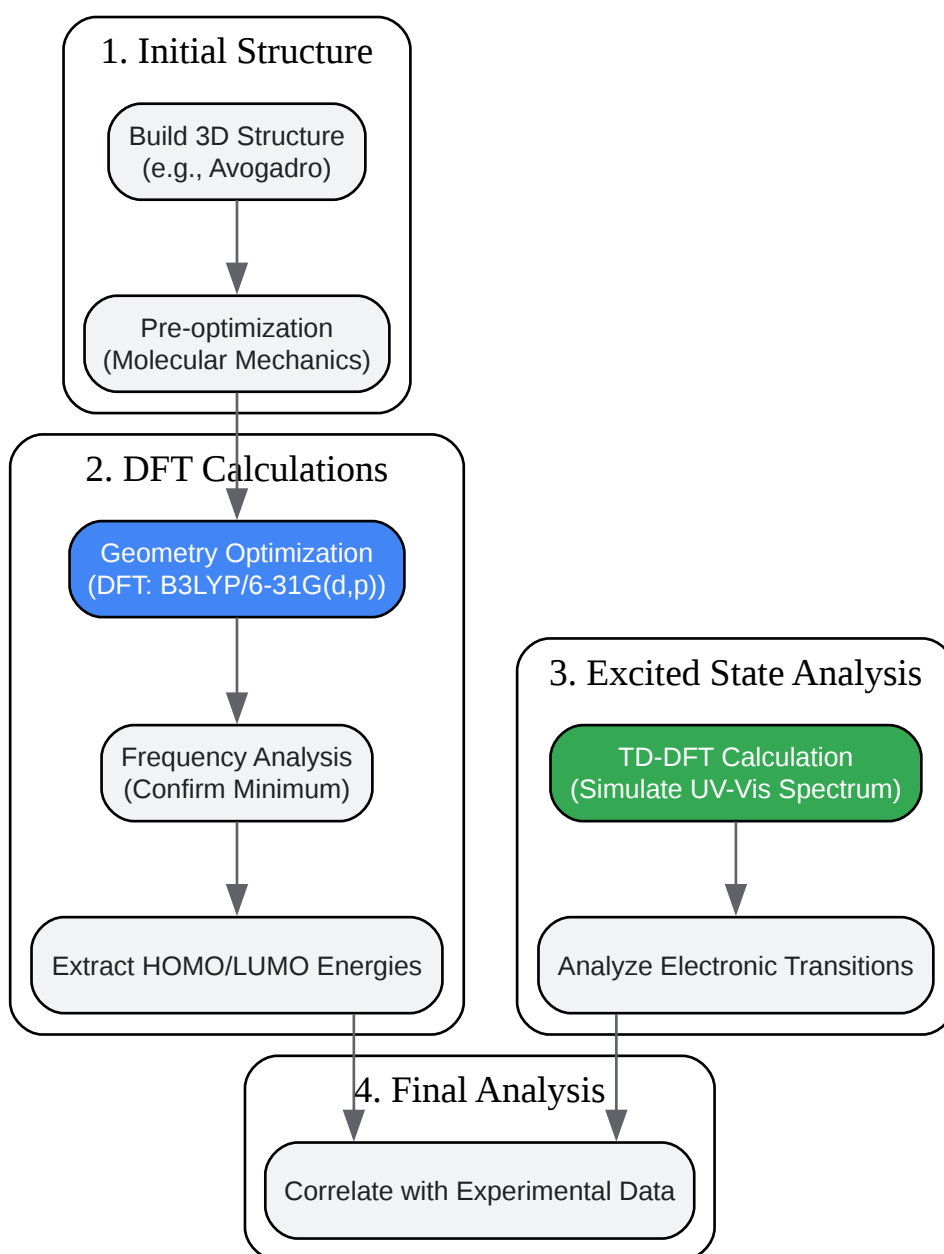 1. Initial Structure
Build 3D Structure
(e.g., Avogadro)
Pre-optimization
(Molecular Mechanics)
2. DFT Calculations
Geometry Optimization
(DFT: B3LYP/6-31G(d,p))
Frequency Analysis
(Confirm Minimum)
Extract HOMO/LUMO Energies
3. Excited State Analysis
TD-DFT Calculation
(Simulate UV-Vis Spectrum)
Analyze Electronic Transitions
4. Final Analysis
Correlate with Experimental Data